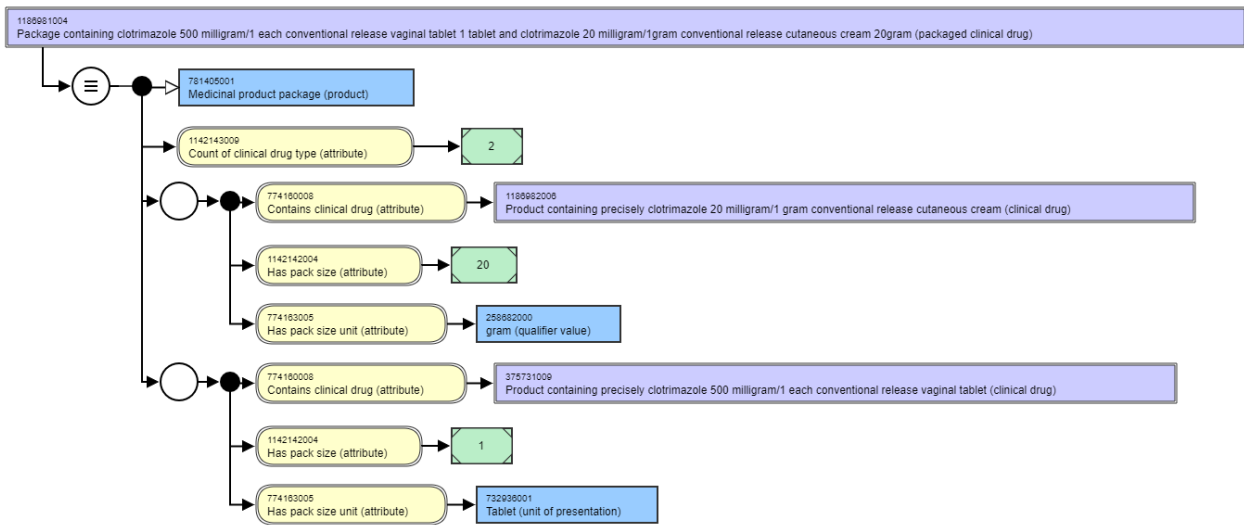 1186981004
Package containing clotrimazole 500 milligram/1 each conventional release vaginal tablet 1 tablet and clotrimazole 20 milligram/1gram conventional release cutaneous cream 20gram (packaged clinical drug)
781405001
Medicinal product package (product)
1142143009
Count of clinical drug type (attribute)
2
774160008
Contains clinical drug (attribute)
1186982006
Product containing precisely clotrimazole 20 milligram/1 gram conventional release cutaneous cream (clinical drug)
1142142004
Has pack size (attribute)
20
774163005
Has pack size unit (attribute)
258682000
gram (qualifier value)
774160008
Contains clinical drug (attribute)
375731009
Product containing precisely clotrimazole 500 milligram/1 each conventional release vaginal tablet (clinical drug)
1142142004
Has pack size (attribute)
1
774163005
Has pack size unit (attribute)
732936001
Tablet (unit of presentation)